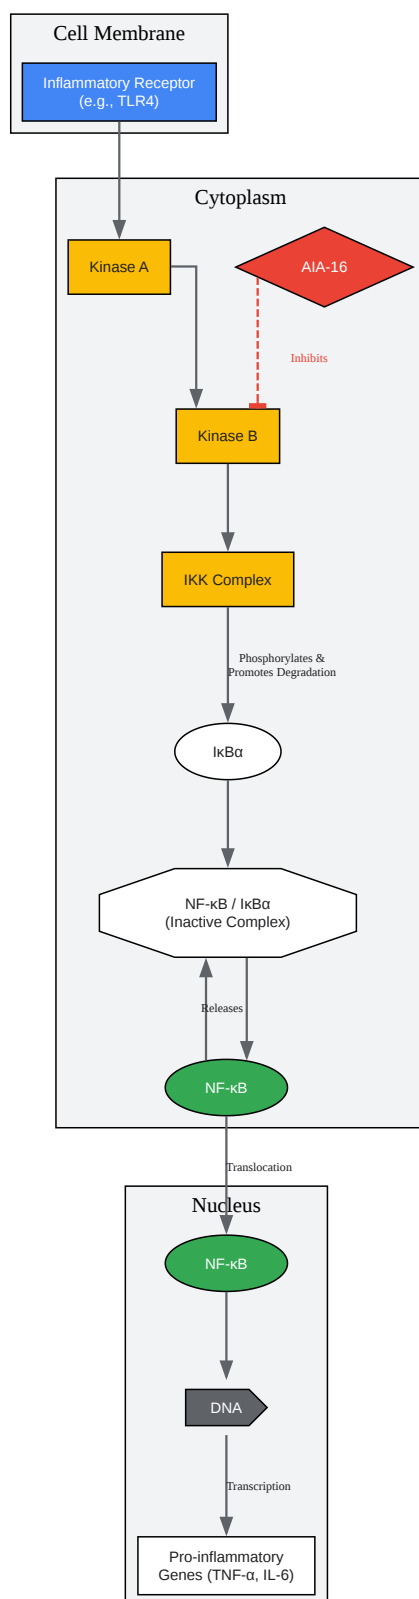 Cell Membrane
Inflammatory Receptor
(e.g., TLR4)
Cytoplasm
Kinase A
AIA-16
Inhibits
Kinase B
IKK Complex
Phosphorylates &
Promotes Degradation
IκBα
NF-κB / IκBα
(Inactive Complex)
Releases
NF-κB
Translocation
Nucleus
NF-κB
DNA
Transcription
Pro-inflammatory
Genes (TNF-α, IL-6)